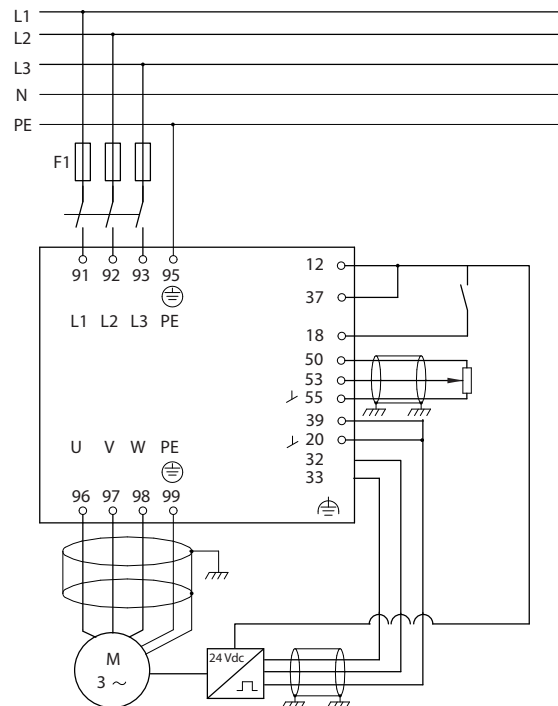 L1
L2
L3
N
PE
F1
91 92 93 95
L1 L2 L3 PE
12
37
18
50
53
55
39
20
32
33
U V W PE
96 97 98 99
M
3 ~
24 Vdc